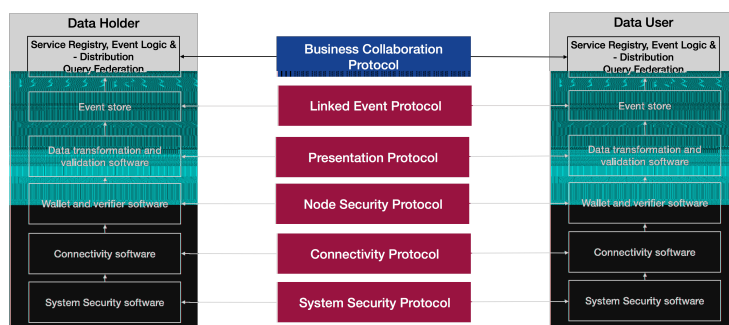 Data Holder
Service Registry, Event Logic &
- Distribution
Query Federation
Event store
Data transformation and
validation software
Wallet and verifier software
Connectivity software
System Security software
Business Collaboration
Protocol
Linked Event Protocol
Presentation Protocol
Node Security Protocol
Connectivity Protocol
System Security Protocol
Data User
Service Registry, Event Logic &
- Distribution
Query Federation
Event store
Data transformation and
validation software
Wallet and verifier software
Connectivity software
System Security software